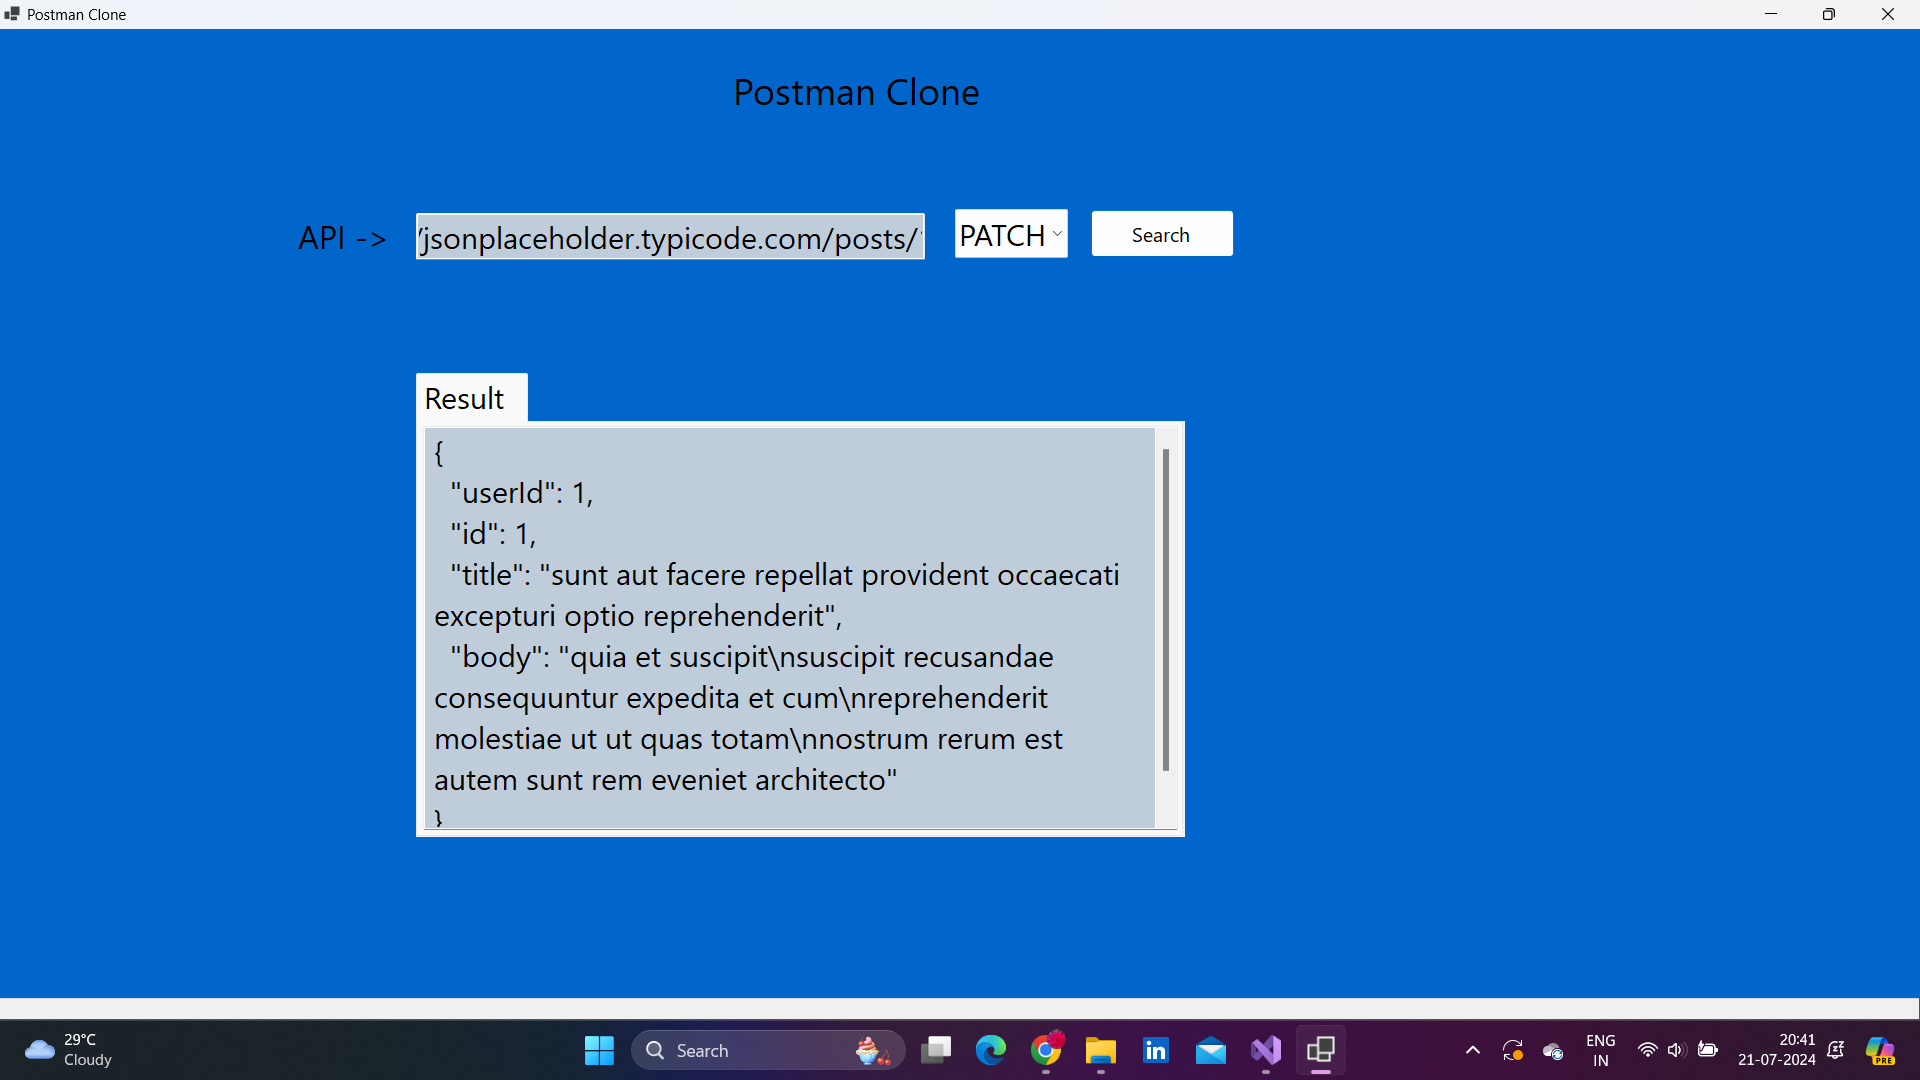 Postman Clone
Postman Clone
API ->
/jsonplaceholder.typicode.com/posts/
PATCH
Search
Result
{
"userId": 1,
"id": 1,
"title": "sunt aut facere repellat provident occaecati
excepturi optio reprehenderit",
"body": "quia et suscipit\nsuscipit recusandae
consequuntur expedita et cum\nreprehenderit
molestiae ut ut quas totam\nnostrum rerum est
autem sunt rem eveniet architecto"
}
29°C
Cloudy
Search
in
PRE
ENG
IN
20:41
21-07-2024